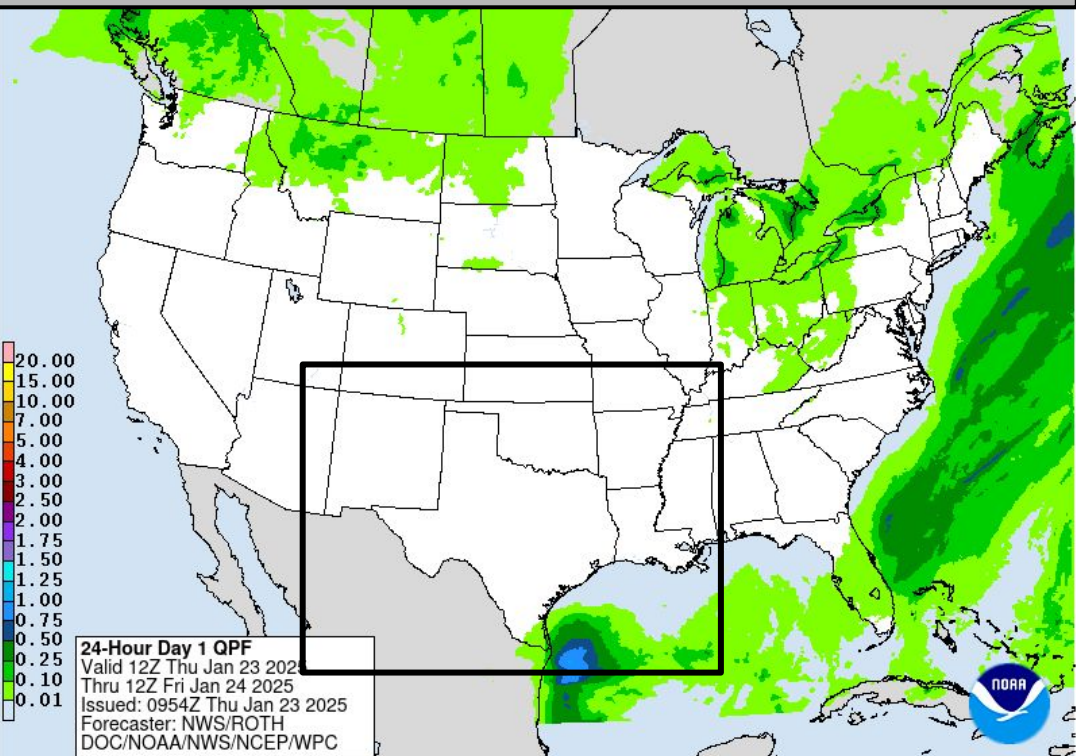 20.00
15.00
10.00
7.00
5.00
4.00
3.00
2.50
2.00
1.75
1.50
1.25
1.00
0.75
0.50
0.25
0.10
0.01
24-Hour Day 1 QPF
Valid 12Z Thu Jan 23 2025
Thru 12Z Fri Jan 24 2025
Issued: 0954Z Thu Jan 23 2025
Forecaster: NWS/ROTH
DOC/NOAA/NWS/NCEP/WPC
NOAA